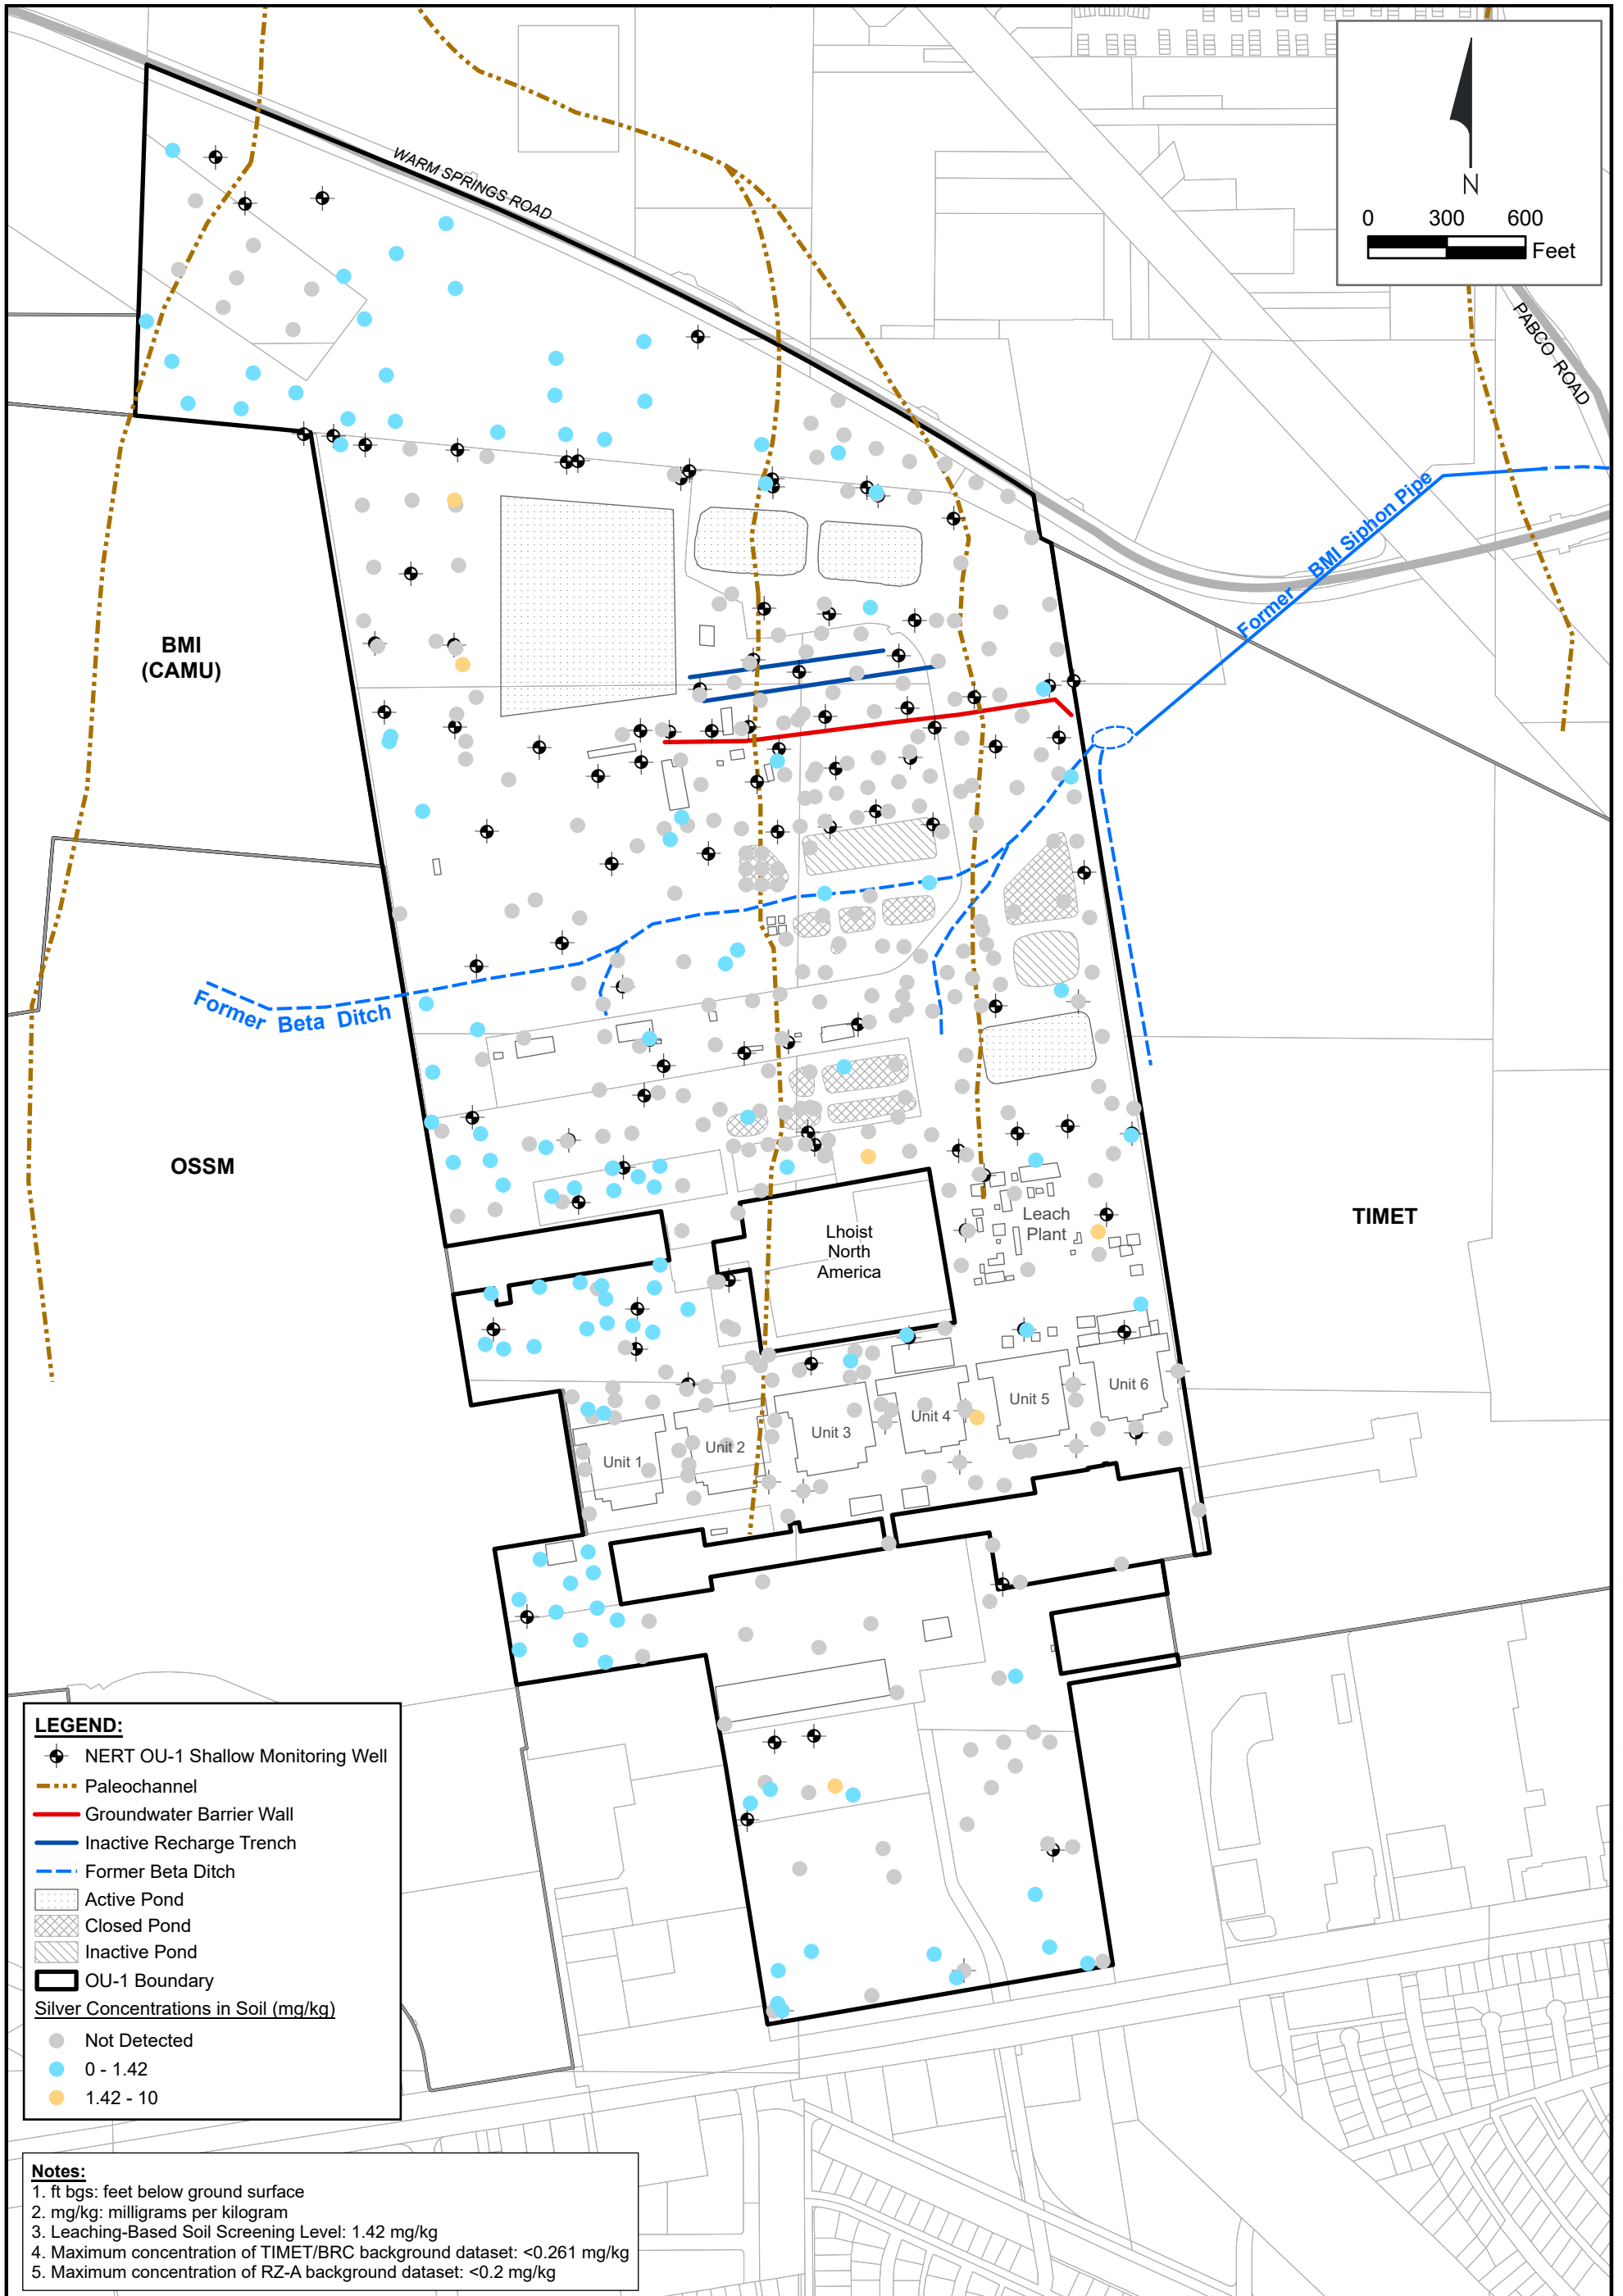 WARM SPRINGS ROAD
N
0 300 600
Feet
PABCO ROAD
Former BMI Siphon Pipe
BMI
(CAMU)
Former Beta Ditch
OSSM
TIMET
Lhoist
North
America
Leach
Plant
Unit 1
Unit 2
Unit 3
Unit 4
Unit 5
Unit 6
LEGEND:
NERT OU-1 Shallow Monitoring Well
Paleochannel
Groundwater Barrier Wall
Inactive Recharge Trench
Former Beta Ditch
Active Pond
Closed Pond
Inactive Pond
OU-1 Boundary
Silver Concentrations in Soil (mg/kg)
Not Detected
0 - 1.42
1.42 - 10
Notes:
1. ft bgs: feet below ground surface
2. mg/kg: milligrams per kilogram
3. Leaching-Based Soil Screening Level: 1.42 mg/kg
4. Maximum concentration of TIMET/BRC background dataset: <0.261 mg/kg
5. Maximum concentration of RZ-A background dataset: <0.2 mg/kg